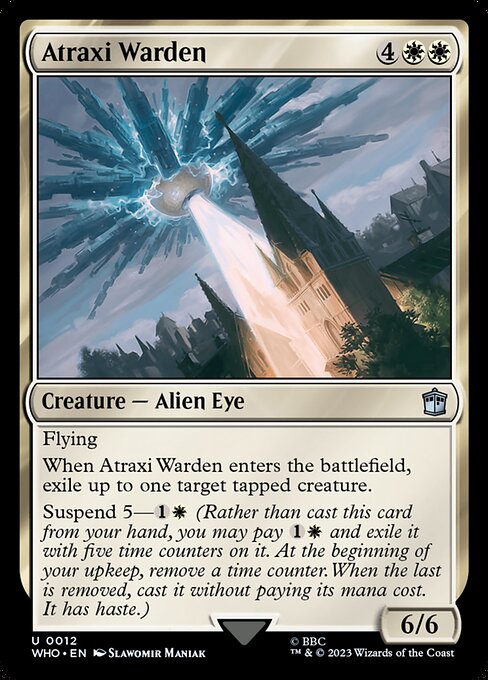 Atraxi Warden 4
Creature — Alien Eye
Flying
When Atraxi Warden enters the battlefield,
exile up to one target tapped creature.
Suspend 5—1 (Rather than cast this card
from your hand, you may pay 1 and exile it
with five time counters on it. At the beginning of
your upkeep, remove a time counter. When the last
is removed, cast it without paying its mana cost.
It has haste.)
6/6
U 0012
WHO • EN Slawomir Maniak
© BBC
™ & © 2023 Wizards of the Coast